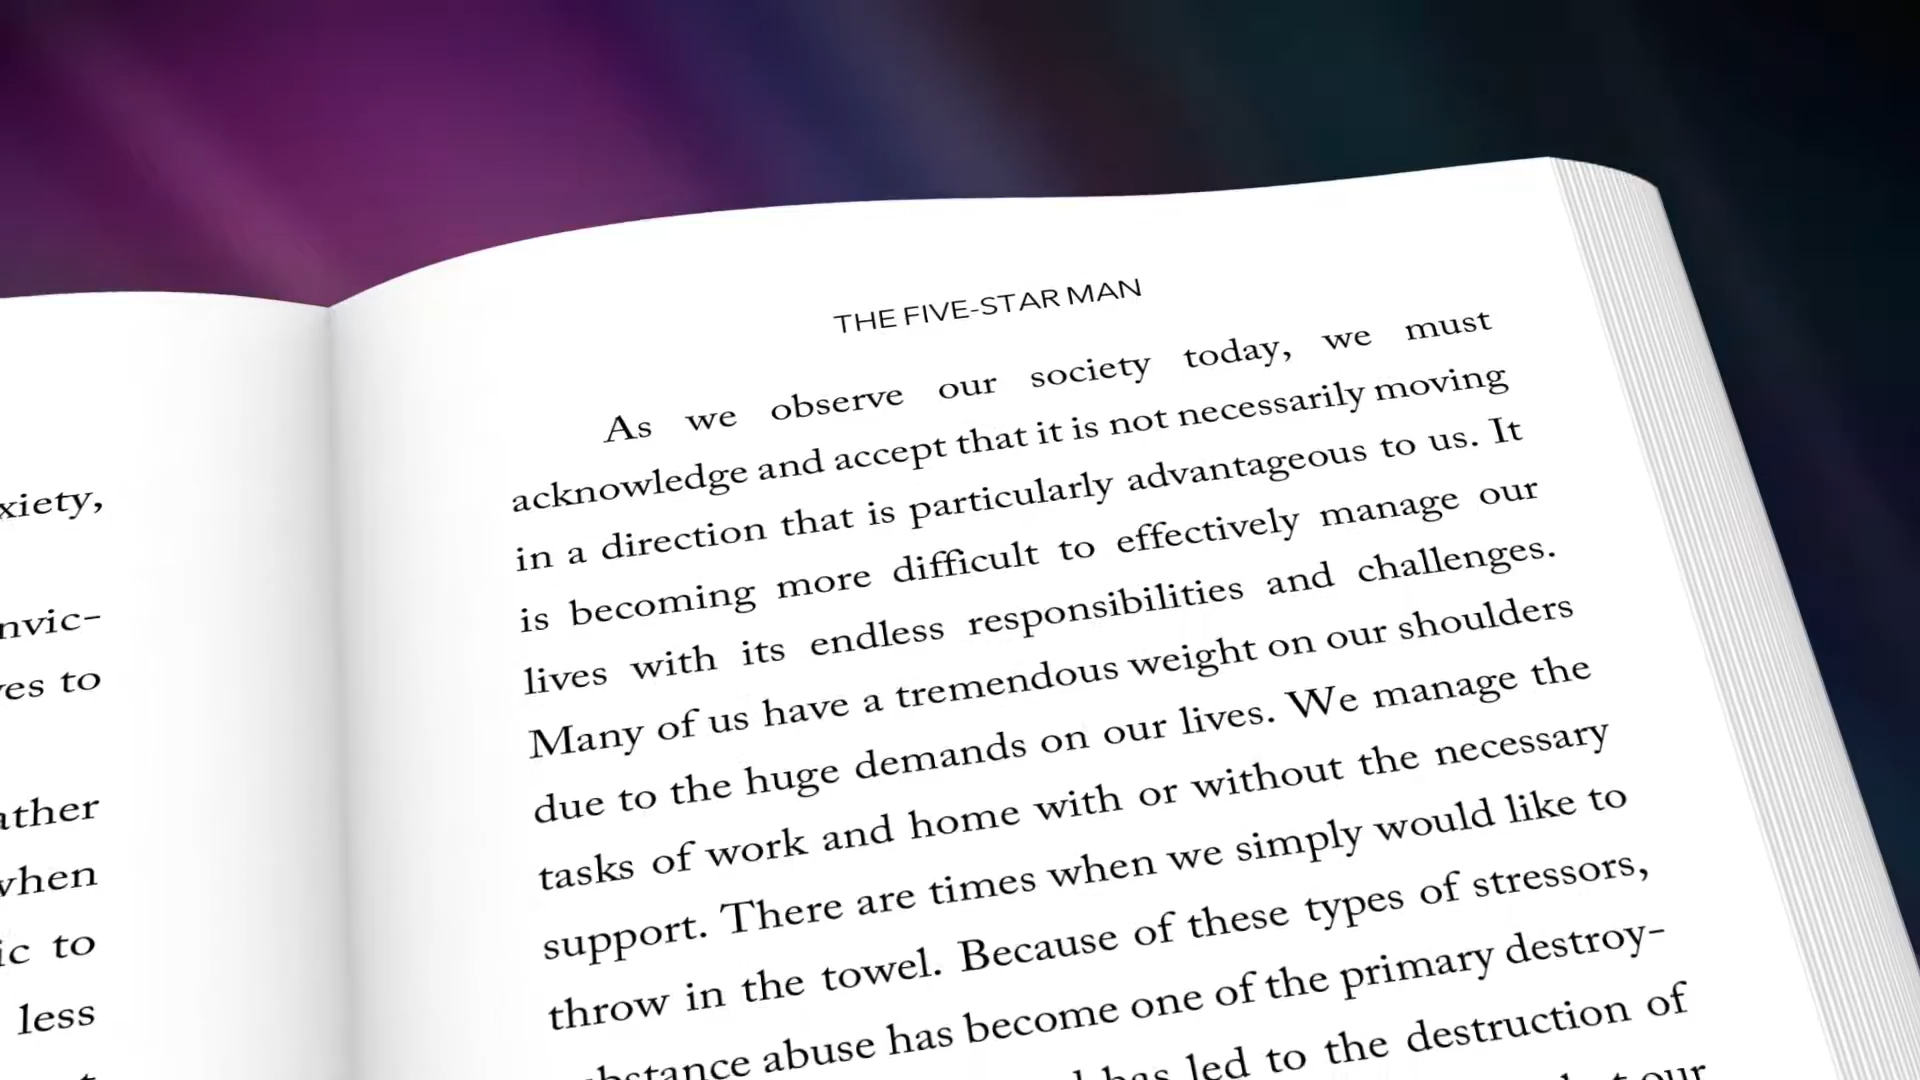 to
ather
when
to
less
THE FIVE-STAR MAN
As we observe our society today, we must
acknowledge and accept that it is not necessarily moving
in a direction that is particularly advantageous to us. It
is becoming more difficult to effectively manage our
lives with its endless responsibilities and challenges.
Many of us have a tremendous weight on our shoulders
due to the huge demands on our lives. We manage the
tasks of work and home with or without the necessary
support. There are times when we simply would like to
throw in the towel. Because of these types of stressors,
abuse has become one of the primary destroy-
has led to the destruction of
our